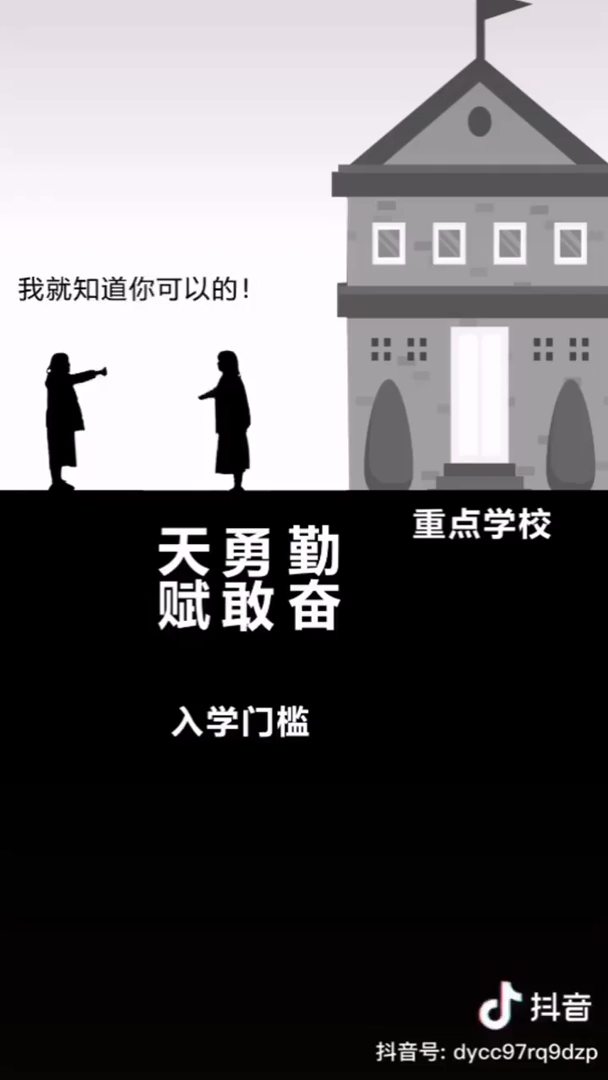 我就知道你可以的！
重点学校
天赋
勇敢
勤奋
入学门槛
抖音
抖音号: dycc97rq9dzp